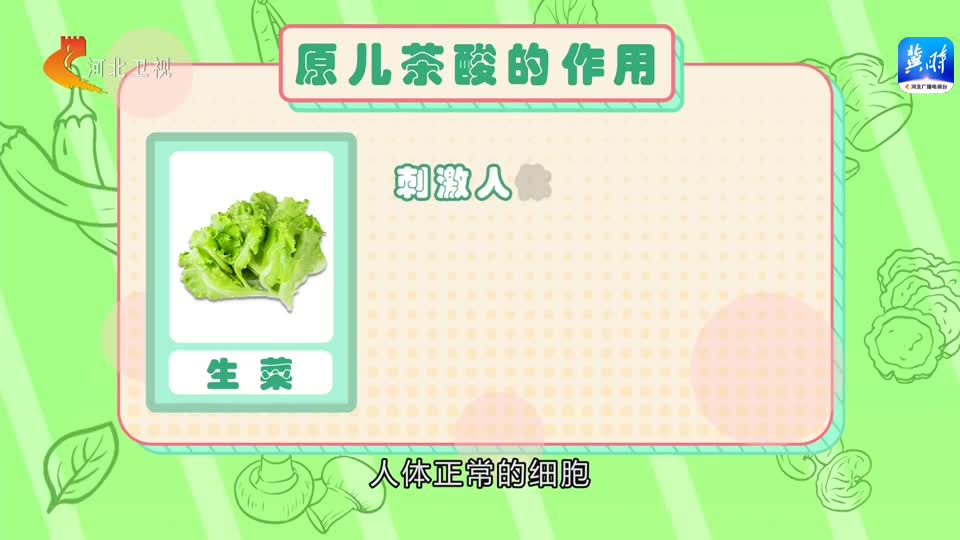 河北卫视
原儿茶酸的作用
冀时
河北广播电视台
刺激人
生菜
人体正常的细胞